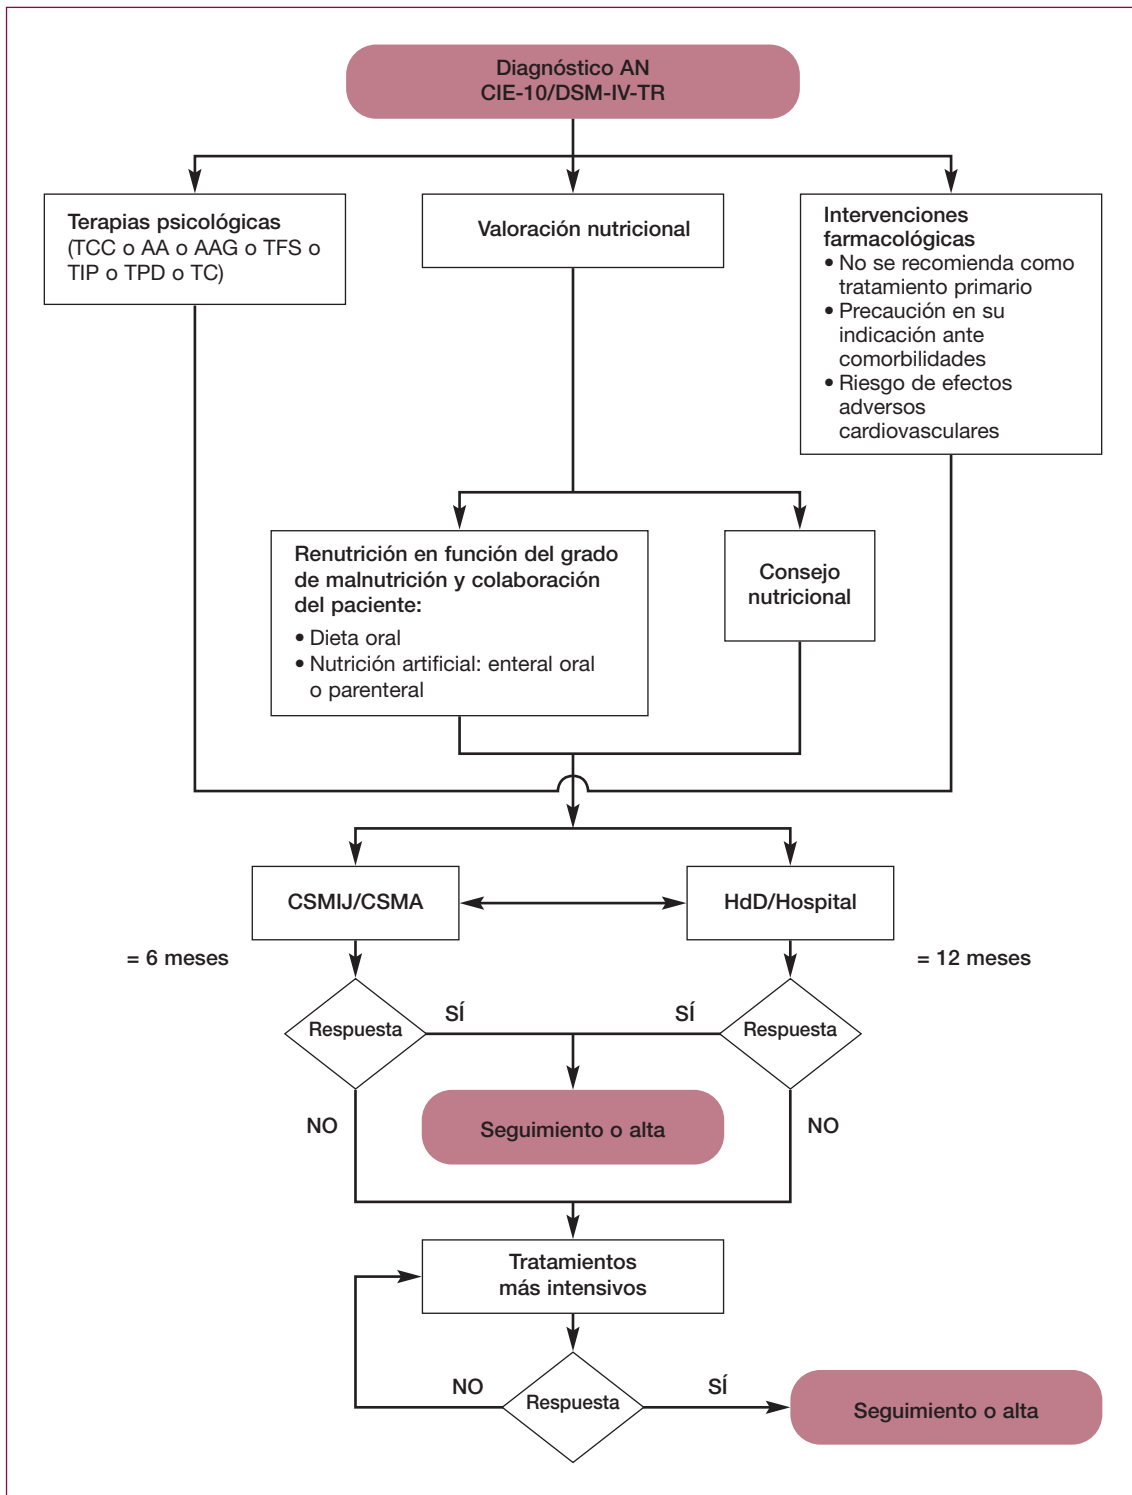 Diagnóstico AN
CIE-10/DSM-IV-TR
Terapias psicológicas
(TCC o AA o AAG o TFS o
TIP o TPD o TC)
Valoración nutricional
Intervenciones
farmacológicas
• No se recomienda como
tratamiento primario
• Precaución en su
indicación ante
comorbilidades
• Riesgo de efectos
adversos
cardiovasculares
Renutrición en función del grado
de malnutrición y colaboración
del paciente:
• Dieta oral
• Nutrición artificial: enteral oral
o parenteral
Consejo
nutricional
CSMIJ/CSMA
HdD/Hospital
= 6 meses
= 12 meses
Respuesta
SÍ
SÍ
Respuesta
NO
Seguimiento o alta
NO
Tratamientos
más intensivos
NO
Respuesta
SÍ
Seguimiento o alta